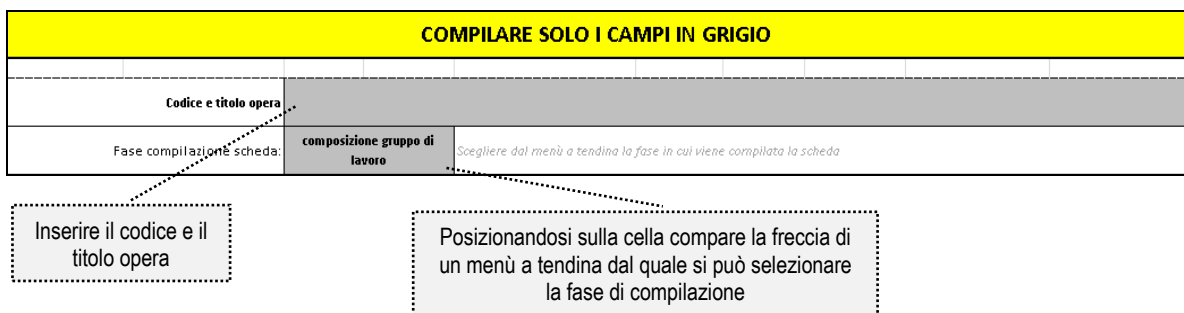 COMPILARE SOLO I CAMPI IN GRIGIO
Codice e titolo opera
Fase compilazione scheda:
composizione gruppo di
lavoro
Scegliere dal menù a tendina la fase in cui viene compilata la scheda
Inserire il codice e il
titolo opera
Posizionandosi sulla cella compare la freccia di
un menù a tendina dal quale si può selezionare
la fase di compilazione